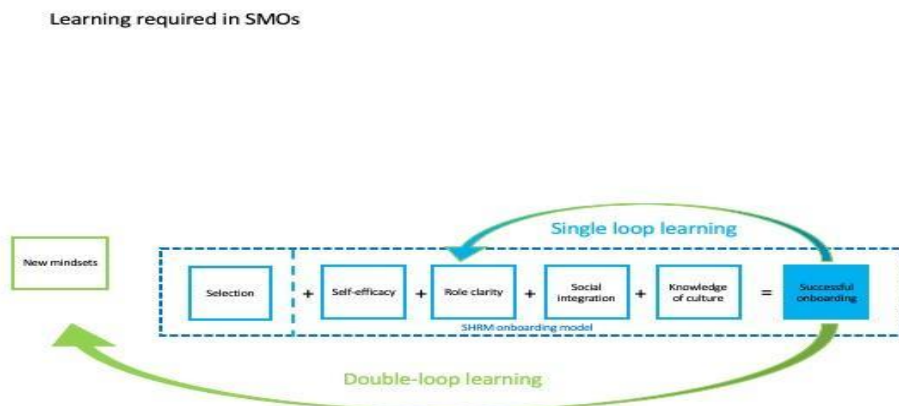 Learning required in SMOs
Single loop learning
New mindsets
Selection
+
Self-efficacy
+
Role clarity
+
Social
integration
+
Knowledge
of culture
=
Successful
onboarding
SHRM onboarding model
Double-loop learning